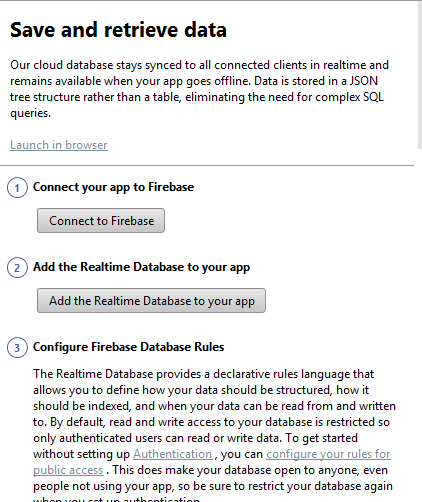 Save and retrieve data
Our cloud database stays synced to all connected clients in realtime and
remains available when your app goes offline. Data is stored in a JSON
tree structure rather than a table, eliminating the need for complex SQL
queries.
Launch in browser
1 Connect your app to Firebase
Connect to Firebase
2 Add the Realtime Database to your app
Add the Realtime Database to your app
3 Configure Firebase Database Rules
The Realtime Database provides a declarative rules language that
allows you to define how your data should be structured, how it
should be indexed, and when your data can be read from and written
to. By default, read and write access to your database is restricted so
only authenticated users can read or write data. To get started
without setting up Authentication , you can configure your rules for
public access . This does make your database open to anyone, even
people not using your app, so be sure to restrict your database again
when you set up authentication.